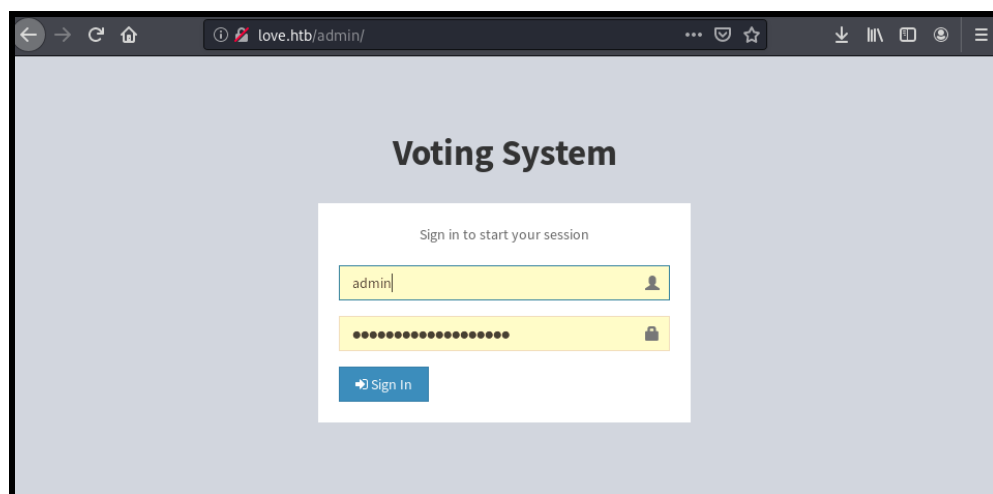 love.htb/admin/
Voting System
Sign in to start your session
admin
•••••••••••••••••••
Sign In